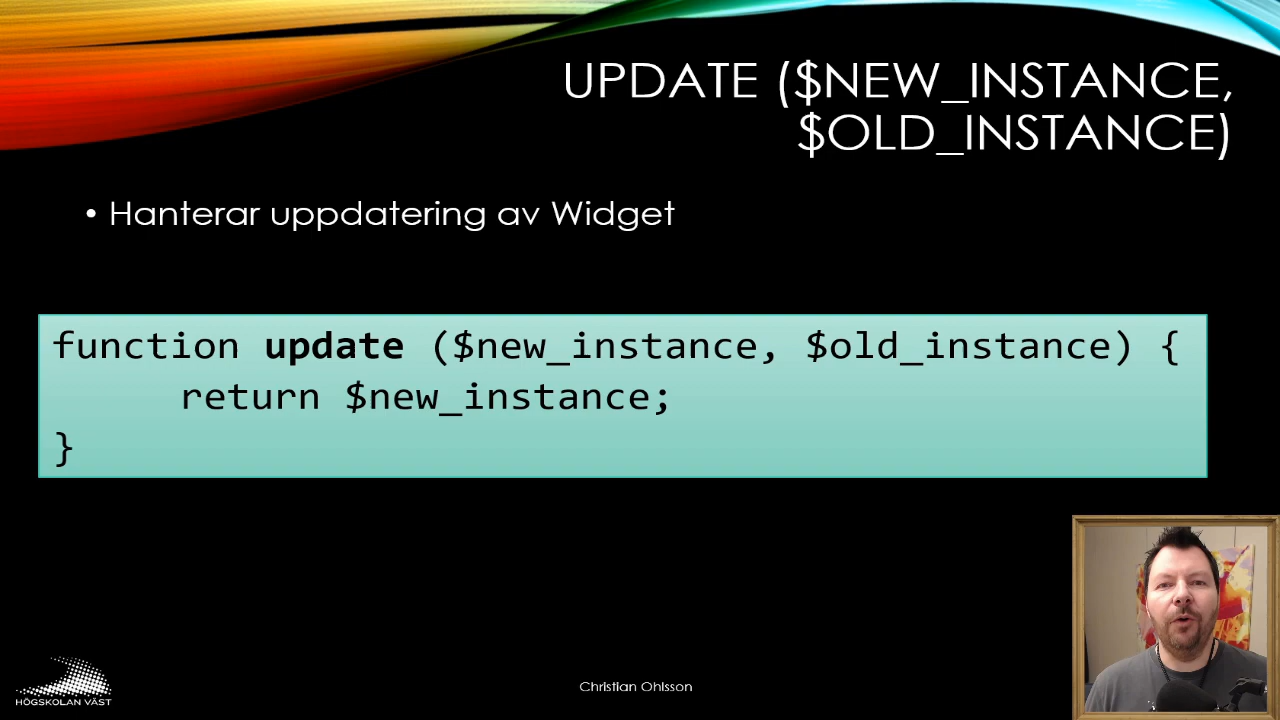 UPDATE ($NEW_INSTANCE,
$OLD_INSTANCE)
• Hanterar uppdatering av Widget
function update ($new_instance, $old_instance) {
return $new_instance;
}
HÖGSKOLAN VÄST
Christian Ohlsson